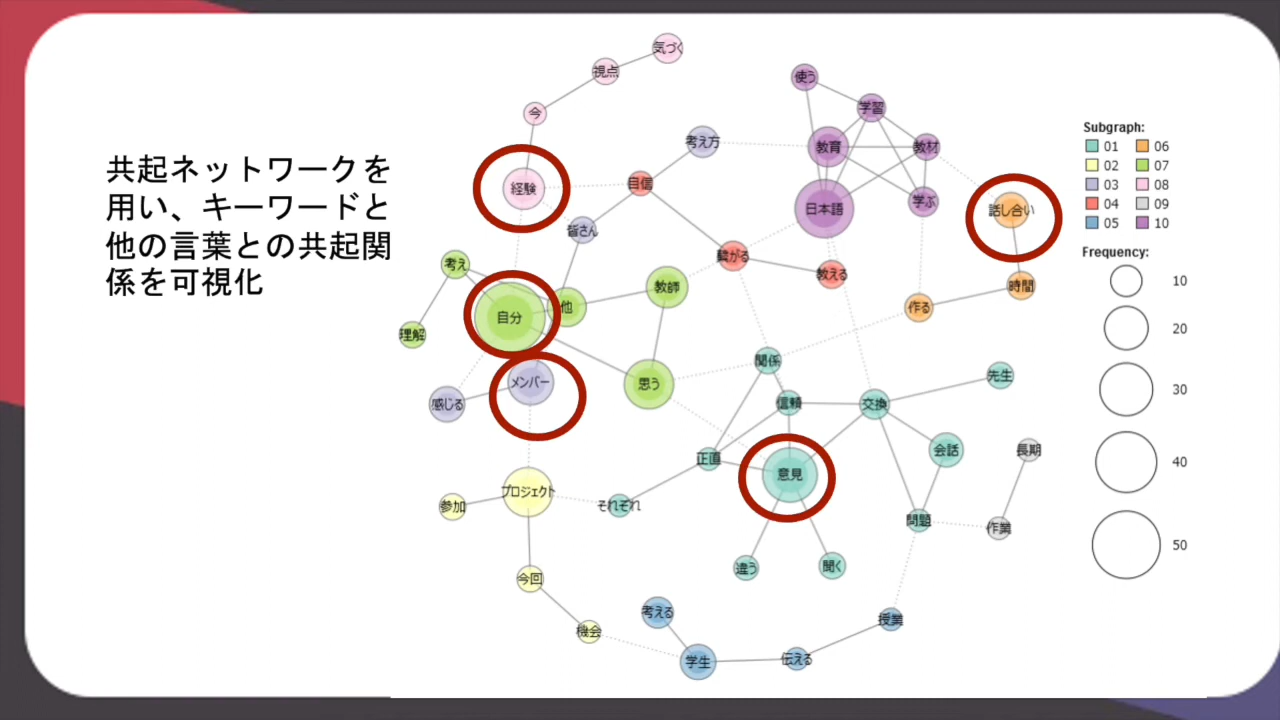 共起ネットワークを
用い、キーワードと
他の言葉との共起関
係を可視化
気づく
視点
今
経験
考え方
自信
皆さん
使う
学習
教育
教材
日本語
学ぶ
話し合い
時間
作る
繋がる
教える
考え
理解
自分
他
教師
思う
メンバー
感じる
関係
信頼
交換
先生
正直
意見
会話
長期
作業
問題
違う
聞く
プロジェクト
参加
それぞれ
今回
機会
考える
学生
伝える
授業
Subgraph:
01 06
02 07
03 08
04 09
05 10
Frequency:
10
20
30
40
50